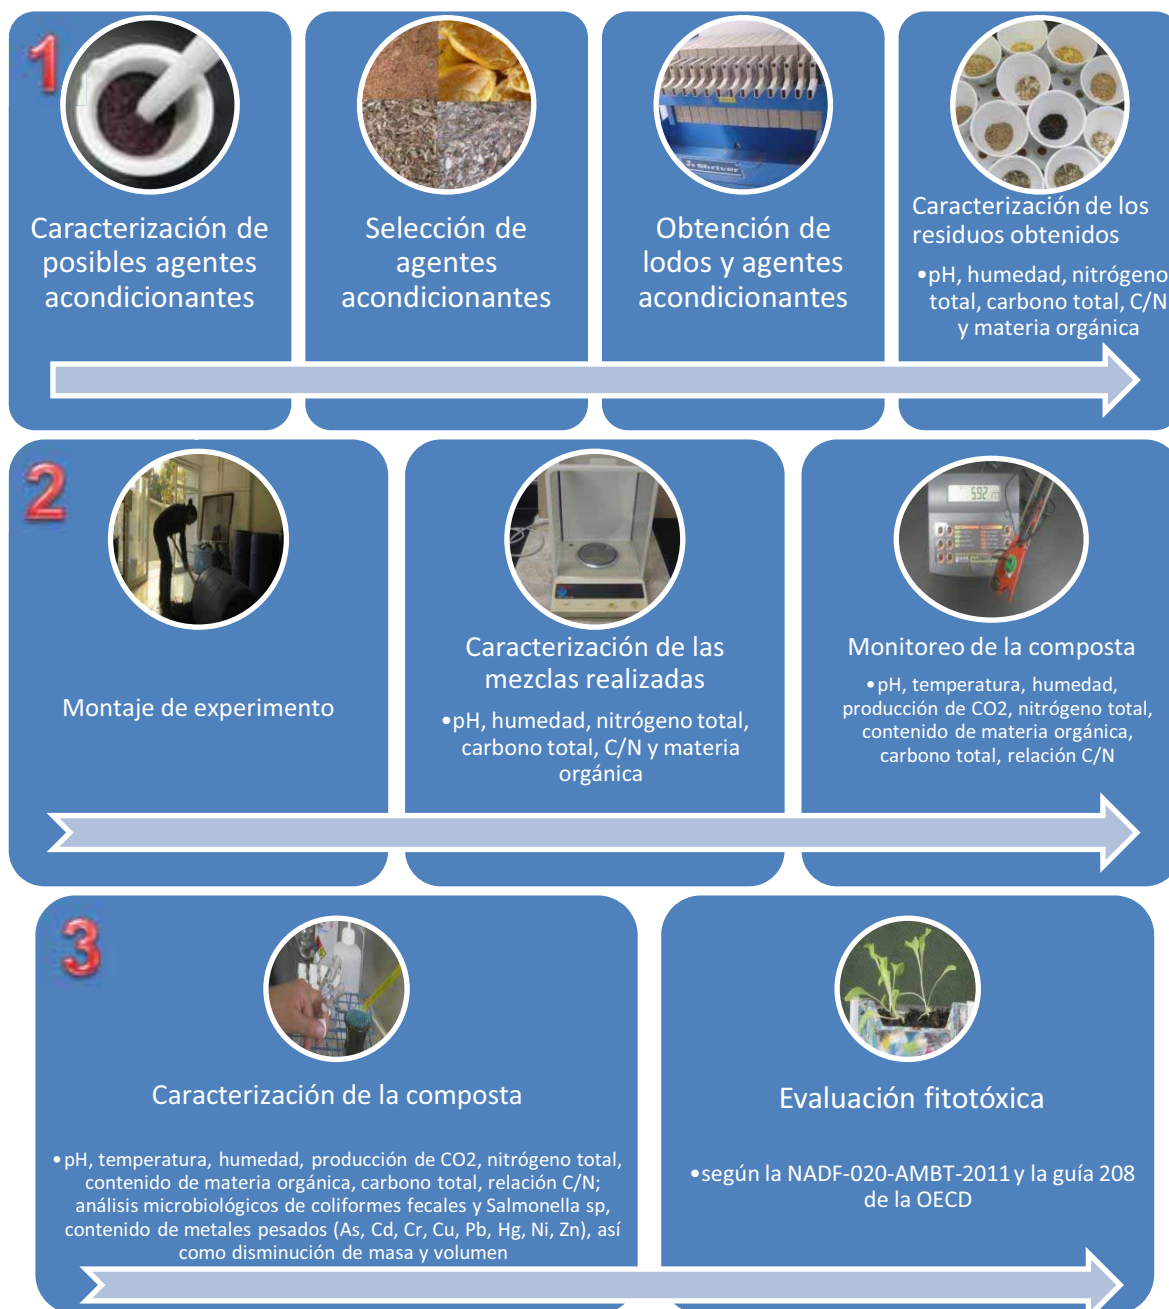 1
Caracterización de
posibles agentes
acondicionantes
Selección de
agentes
acondicionantes
Shriver
Obtención de
lodos y agentes
acondicionantes
Caracterización de los
residuos obtenidos
•pH, humedad, nitrógeno
total, carbono total, C/N
y materia orgánica
2
Montaje de experimento
Caracterización de las
mezclas realizadas
•pH, humedad, nitrógeno total,
carbono total, C/N y materia
orgánica
Monitoreo de la composta
•pH, temperatura, humedad,
producción de CO2, nitrógeno total,
contenido de materia orgánica,
carbono total, relación C/N
3
Caracterización de la composta
•pH, temperatura, humedad, producción de CO2, nitrógeno total,
contenido de materia orgánica, carbono total, relación C/N;
análisis microbiológicos de coliformes fecales y Salmonella sp,
contenido de metales pesados (As, Cd, Cr, Cu, Pb, Hg, Ni, Zn), así
como disminución de masa y volumen
Evaluación fitotóxica
•según la NADF-020-AMBT-2011 y la guía 208
de la OECD